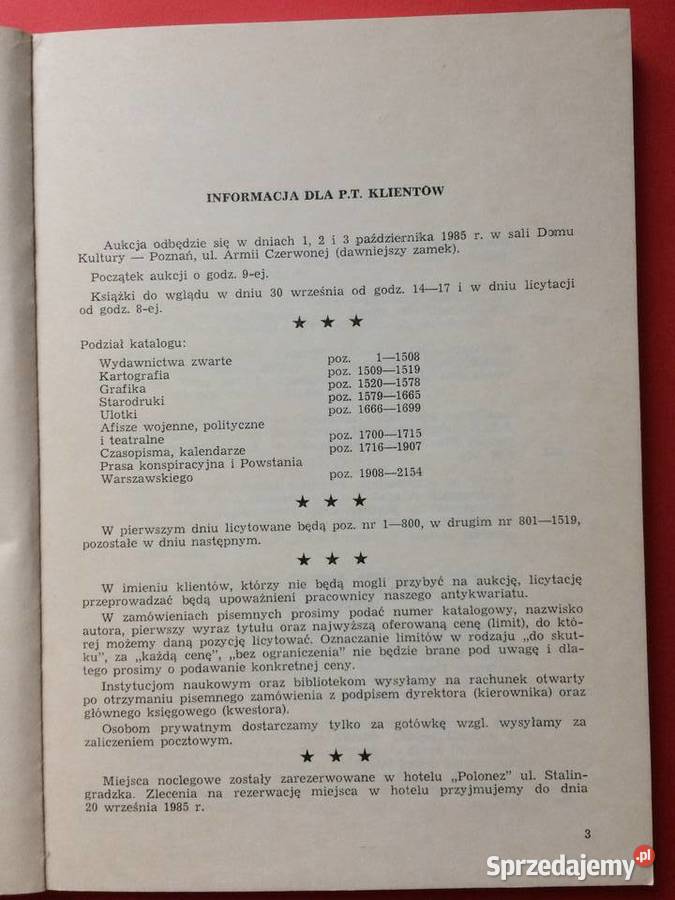 INFORMACJA DLA P.T. KLIENTÓW
Aukcja odbędzie się w dniach 1, 2 i 3 października 1985 r. w sali Domu
Kultury — Poznań, ul. Armii Czerwonej (dawniejszy zamek).
Początek aukcji o godz. 9-ej.
Książki do wglądu w dniu 30 września od godz. 14—17 i w dniu licytacji
od godz. 8-ej.
★ ★ ★
Podział katalogu:
Wydawnictwa zwarte poz. 1—1508
Kartografia poz. 1509—1519
Grafika poz. 1520—1578
Starodruki poz. 1579—1665
Ulotki poz. 1666—1699
Afisze wojenne, polityczne
i teatralne poz. 1700—1715
Czasopisma, kalendarze poz. 1716—1907
Prasa konspiracyjna i Powstania
Warszawskiego poz. 1908—2154
★ ★ ★
W pierwszym dniu licytowane będą poz. nr 1—800, w drugim nr 801—1519,
pozostałe w dniu następnym.
★ ★ ★
W imieniu klientów, którzy nie będą mogli przybyć na aukcję, licytację
przeprowadzać będą upoważnieni pracownicy naszego antykwariatu.
W zamówieniach pisemnych prosimy podać numer katalogowy, nazwisko
autora, pierwszy wyraz tytułu oraz najwyższą oferowaną cenę (limit), do któ-
rej możemy daną pozycję licytować. Oznaczanie limitów w rodzaju „do skut-
ku”, za „każdą cenę”, „bez ograniczenia” nie będzie brane pod uwagę i dla-
tego prosimy o podawanie konkretnej ceny.
Instytucjom naukowym oraz bibliotekom wysyłamy na rachunek otwarty
po otrzymaniu pisemnego zamówienia z podpisem dyrektora (kierownika) oraz
głównego księgowego (kwestora).
Osobom prywatnym dostarczamy tylko za gotówkę wzgl. wysyłamy za
zaliczeniem pocztowym.
★ ★ ★
Miejsca noclegowe zostały zarezerwowane w hotelu „Polonez” ul. Stalin-
gradzka. Zlecenia na rezerwację miejsca w hotelu przyjmujemy do dnia
20 września 1985 r.
3
Sprzedajemy.pl